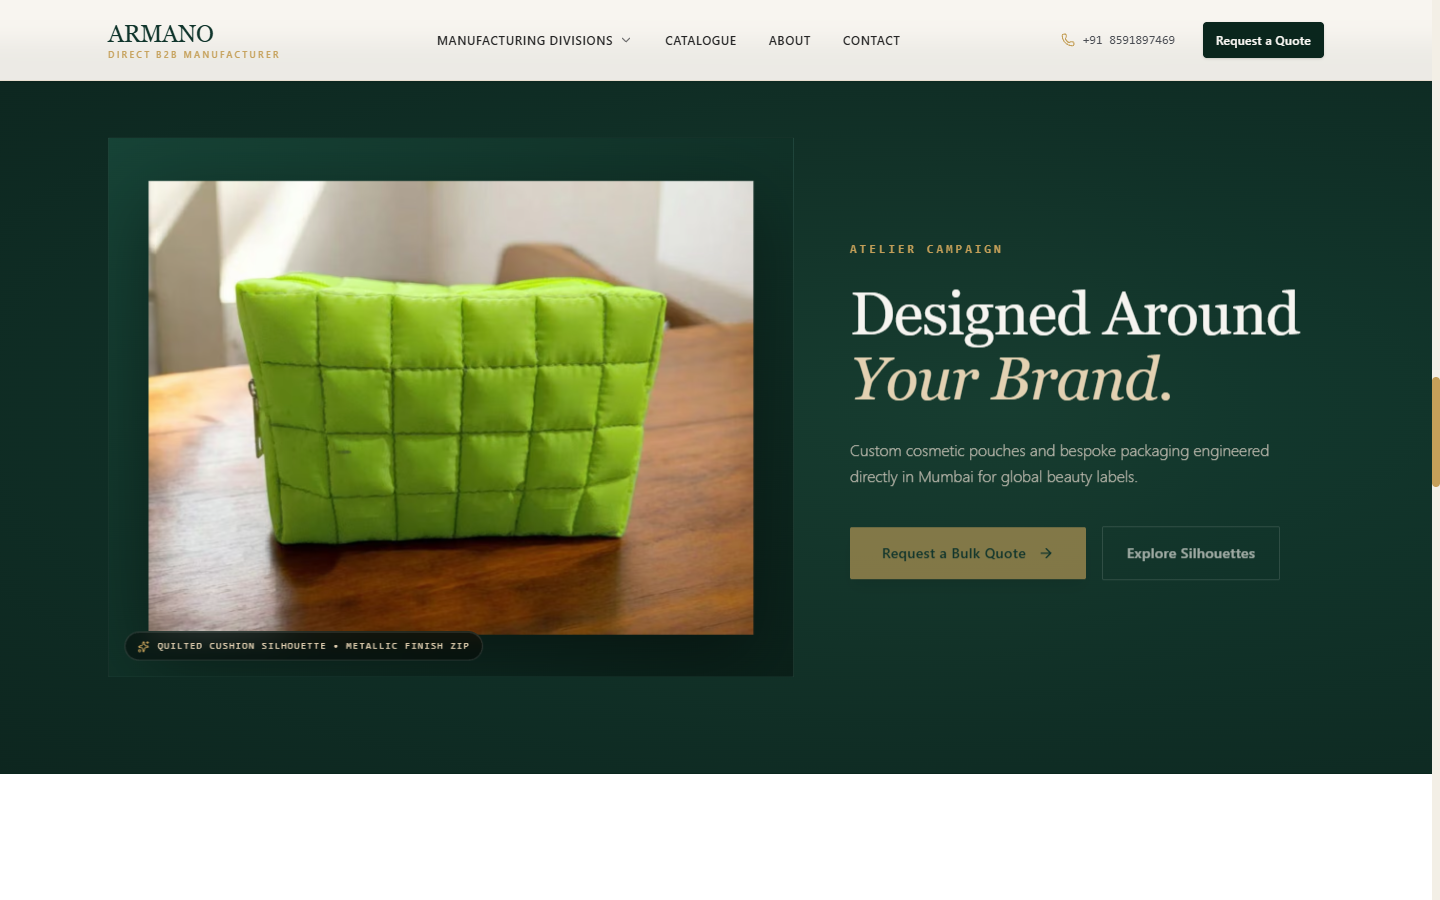 ARMANO
DIRECT B2B MANUFACTURER
MANUFACTURING DIVISIONS
CATALOGUE
ABOUT
CONTACT
+91 8591897469
Request a Quote
ATELIER CAMPAIGN
Designed Around
Your Brand.
Custom cosmetic pouches and bespoke packaging engineered
directly in Mumbai for global beauty labels.
Request a Bulk Quote
Explore Silhouettes
QUILTED CUSHION SILHOUETTE • METALLIC FINISH ZIP